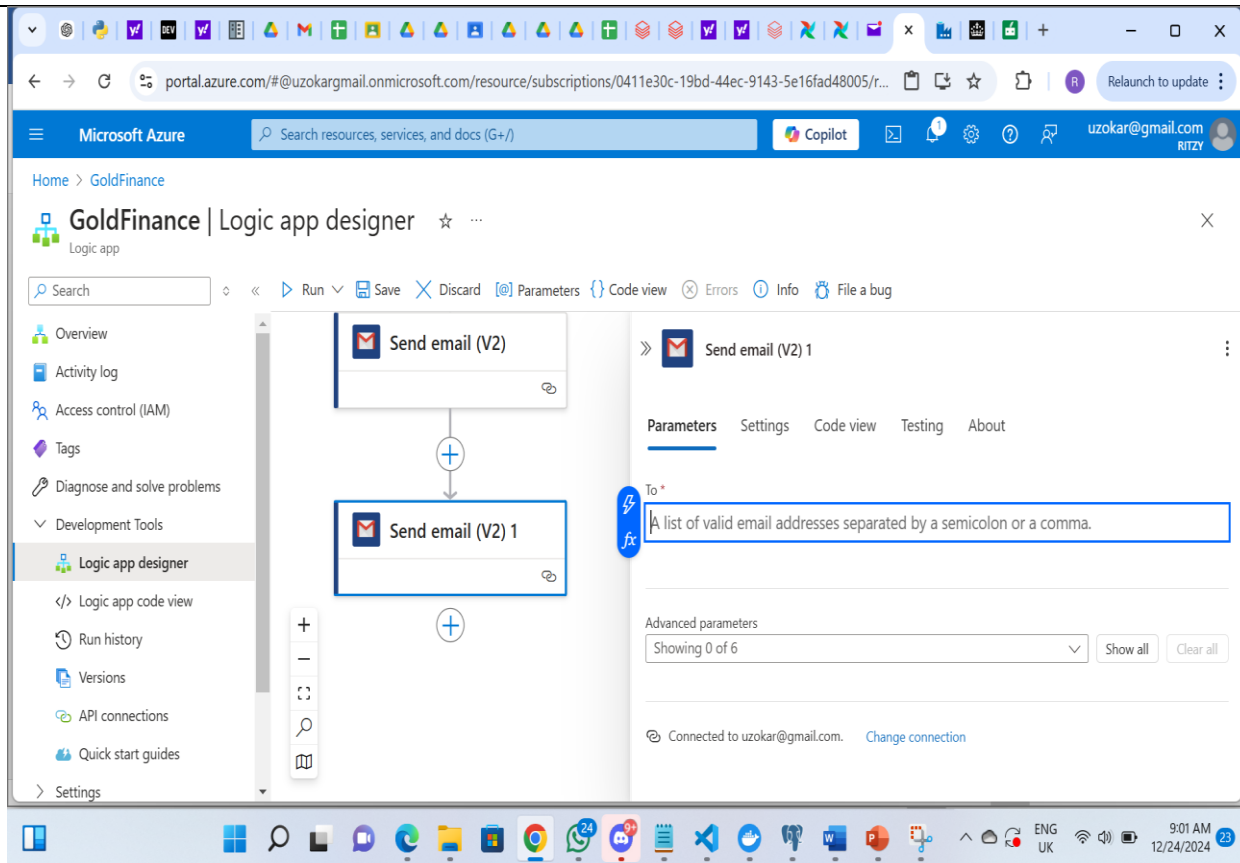 portal.azure.com/#@uzokargmail.onmicrosoft.com/resource/subscriptions/0411e30c-19bd-44ec-9143-5e16fad48005/r...
R
Relaunch to update
Microsoft Azure
Search resources, services, and docs (G+/)
Copilot
1
uzokar@gmail.com
RITZY
Home > GoldFinance
GoldFinance | Logic app designer
Logic app
Search
Run
Save
Discard
[@] Parameters
{} Code view
Errors
Info
File a bug
Overview
Activity log
Access control (IAM)
Tags
Diagnose and solve problems
Development Tools
Logic app designer
</> Logic app code view
Run history
Versions
API connections
Quick start guides
Settings
Send email (V2)
Send email (V2) 1
Send email (V2) 1
Parameters Settings Code view Testing About
To *
fx
A list of valid email addresses separated by a semicolon or a comma.
Advanced parameters
Showing 0 of 6
Show all
Clear all
Connected to uzokar@gmail.com. Change connection
24
9+
ENG
UK
9:01 AM
12/24/2024
23